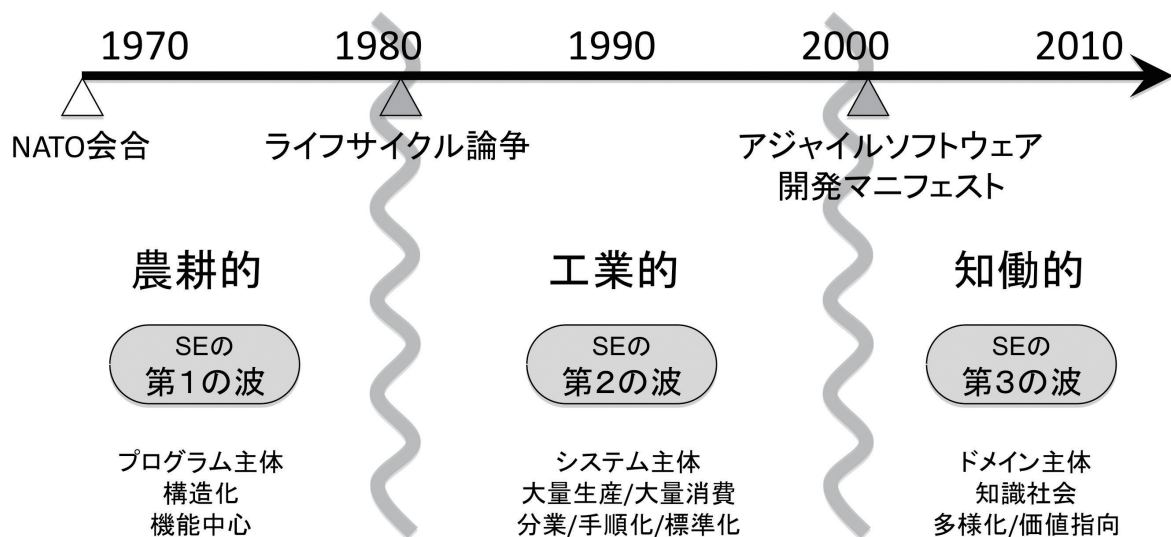 1970 1980 1990 2000 2010
NATO会合
ライフサイクル論争
アジャイルソフトウェア
開発マニフェスト
農耕的
工業的
知働的
SEの
第1の波
SEの
第2の波
SEの
第3の波
プログラム主体
構造化
機能中心
システム主体
大量生産/大量消費
分業/手順化/標準化
ドメイン主体
知識社会
多様化/価値指向